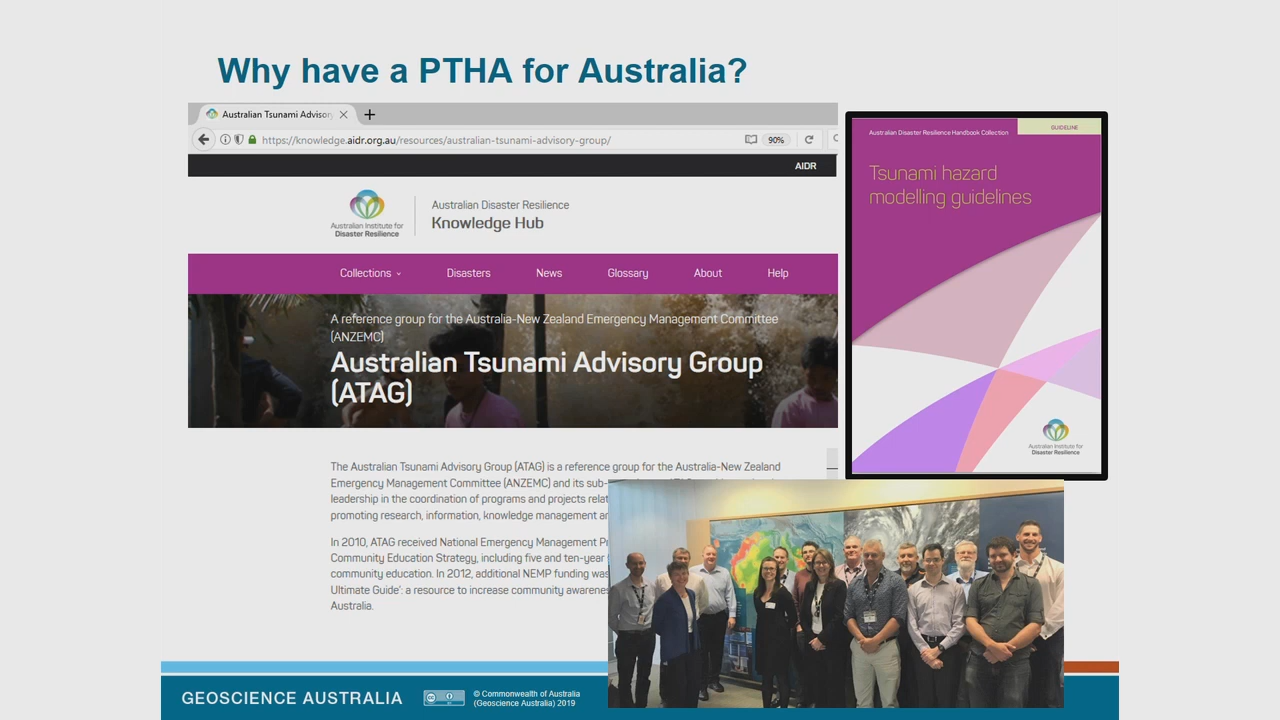 Why have a PTHA for Australia?
Australian Tsunami Advisory
https://knowledge.aidr.org.au/resources/australian-tsunami-advisory-group/
90%
AIDR
Australian Institute for
Disaster Resilience
Australian Disaster Resilience
Knowledge Hub
Collections
Disasters
News
Glossary
About
Help
A reference group for the Australia-New Zealand Emergency Management Committee
(ANZEMC)
Australian Tsunami Advisory Group
(ATAG)
The Australian Tsunami Advisory Group (ATAG) is a reference group for the Australia-New Zealand
Emergency Management Committee (ANZEMC) and its sub-
leadership in the coordination of programs and projects relat
promoting research, information, knowledge management an
In 2010, ATAG received National Emergency Management Pr
Community Education Strategy, including five and ten-year
community education. In 2012, additional NEMP funding was
Ultimate Guide': a resource to increase community awarenes
Australia.
Australian Disaster Resilience Handbook Collection
GUIDELINE
Tsunami hazard
modelling guidelines
Australian Institute for
Disaster Resilience
GEOSCIENCE AUSTRALIA
© Commonwealth of Australia
(Geoscience Australia) 2019